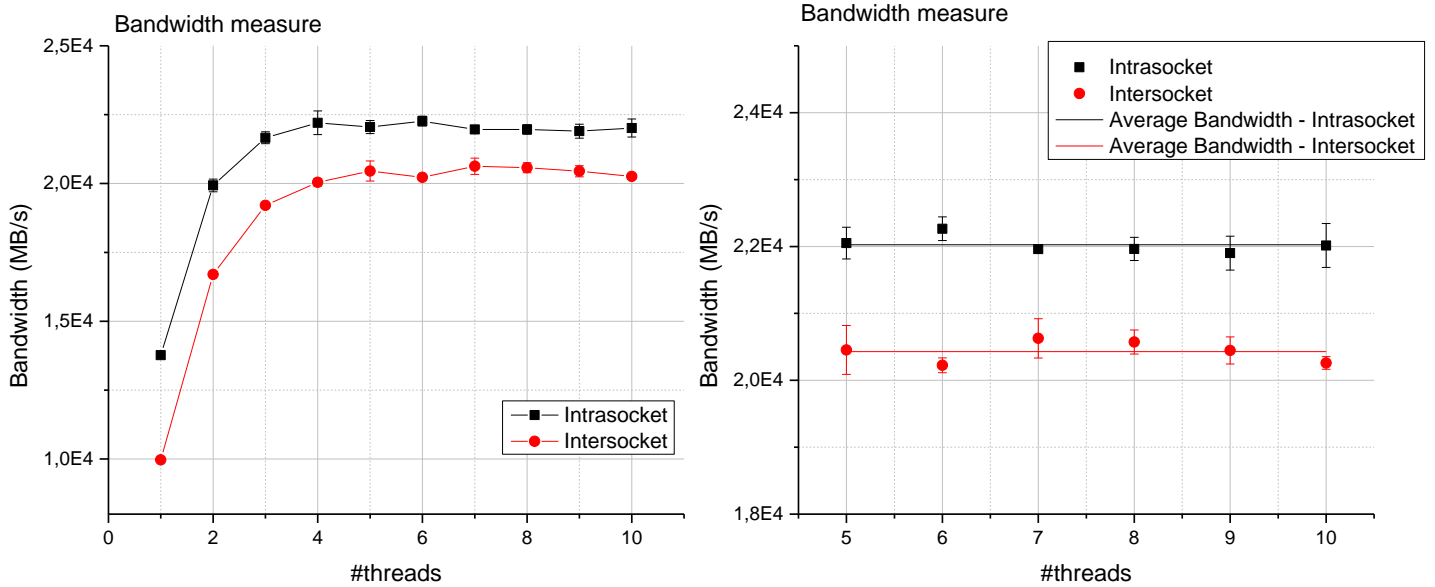 Bandwidth measure
2,5E4
2,0E4
1,5E4
1,0E4
Bandwidth (MB/s)
0 2 4 6 8 10
#threads
Intrasocket
Intersocket
Bandwidth measure
2,4E4
2,2E4
2,0E4
1,8E4
Bandwidth (MB/s)
5 6 7 8 9 10
#threads
Intrasocket
Intersocket
Average Bandwidth - Intrasocket
Average Bandwidth - Intersocket